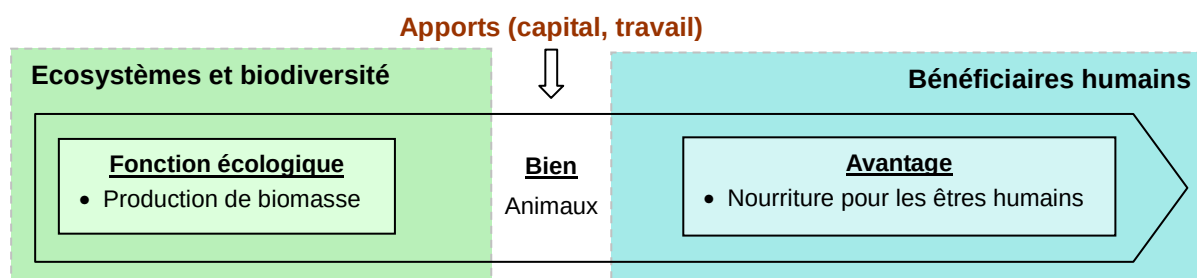 Apports (capital, travail)
Ecosystèmes et biodiversité
Bénéficiaires humains
Fonction écologique
• Production de biomasse
Bien
Animaux
Avantage
• Nourriture pour les êtres humains